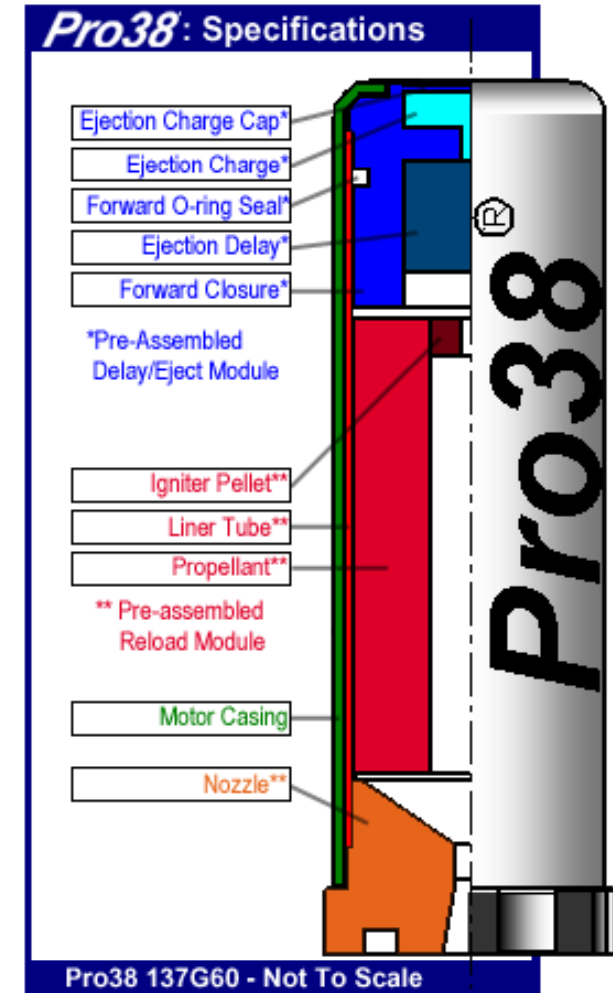 Pro38: Specifications
Ejection Charge Cap*
Ejection Charge*
Forward O-ring Seal*
Ejection Delay*
Forward Closure*
*Pre-Assembled
Delay/Eject Module
Igniter Pellet**
Liner Tube**
Propellant**
** Pre-assembled
Reload Module
Motor Casing
Nozzle**
Pro38®
Pro38 137G60 - Not To Scale